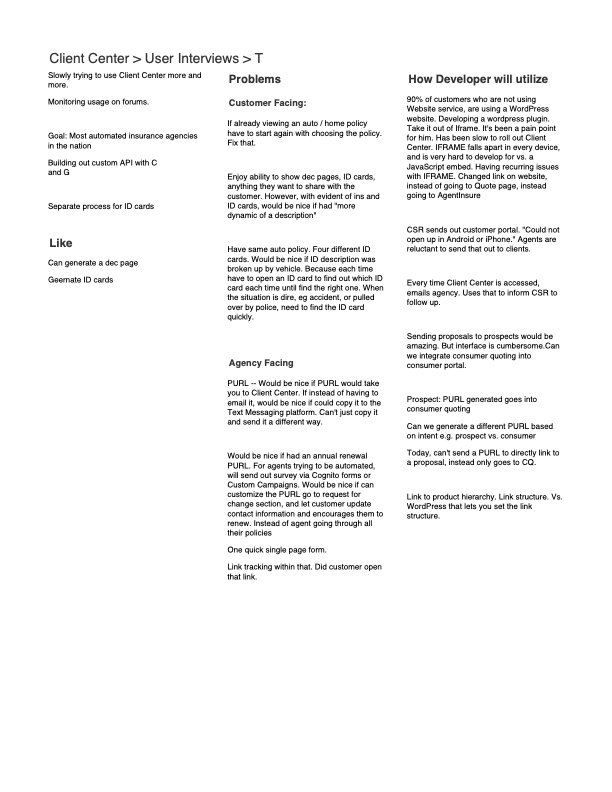 Client Center > User Interviews > T
Slowly trying to use Client Center more and
more.
Monitoring usage on forums.
Goal: Most automated insurance agencies
in the nation
Building out custom API with C
and G
Separate process for ID cards
Like
Can generate a dec page
Geernate ID cards
Problems
Customer Facing:
If already viewing an auto / home policy
have to start again with choosing the policy.
Fix that.
Enjoy ability to show dec pages, ID cards,
anything they want to share with the
customer. However, with evident of ins and
ID cards, would be nice if had "more
dynamic of a description"
Have same auto policy. Four different ID
cards. Would be nice if ID description was
broken up by vehicle. Because each time
have to open an ID card to find out which ID
card each time until find the right one. When
the situation is dire, eg accident, or pulled
over by police, need to find the ID card
quickly.
Agency Facing
PURL -- Would be nice if PURL would take
you to Client Center. If instead of having to
email it, would be nice if could copy it to the
Text Messaging platform. Can't just copy it
and send it a different way.
Would be nice if had an annual renewal
PURL. For agents trying to be automated,
will send out survey via Cognito forms or
Custom Campaigns. Would be nice if can
customize the PURL go to request for
change section, and let customer update
contact information and encourages them to
renew. Instead of agent going through all
their policies
One quick single page form.
Link tracking within that. Did customer open
that link.
How Developer will utilize
90% of customers who are not using
Website service, are using a WordPress
website. Developing a wordpress plugin.
Take it out of Iframe. It's been a pain point
for him. Has been slow to roll out Client
Center. IFRAME falls apart in every device,
and is very hard to develop for vs. a
JavaScript embed. Having recurring issues
with IFRAME. Changed link on website,
instead of going to Quote page, instead
going to AgentInsure
CSR sends out customer portal. "Could not
open up in Android or iPhone." Agents are
reluctant to send that out to clients.
Every time Client Center is accessed,
emails agency. Uses that to inform CSR to
follow up.
Sending proposals to prospects would be
amazing. But interface is cumbersome.Can
we integrate consumer quoting into
consumer portal.
Prospect: PURL generated goes into
consumer quoting
Can we generate a different PURL based
on intent e.g. prospect vs. consumer
Today, can't send a PURL to directly link to
a proposal, instead only goes to CQ.
Link to product hierarchy. Link structure. Vs.
WordPress that lets you set the link
structure.